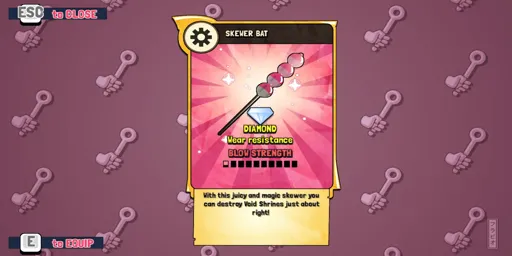 ESC to CLOSE
SKEWER BAT
DIAMOND
Wear resistance
BLOW STRENGTH
With this juicy and magic skewer you
can destroy Void Shrines just about
right!
E to EQUIP